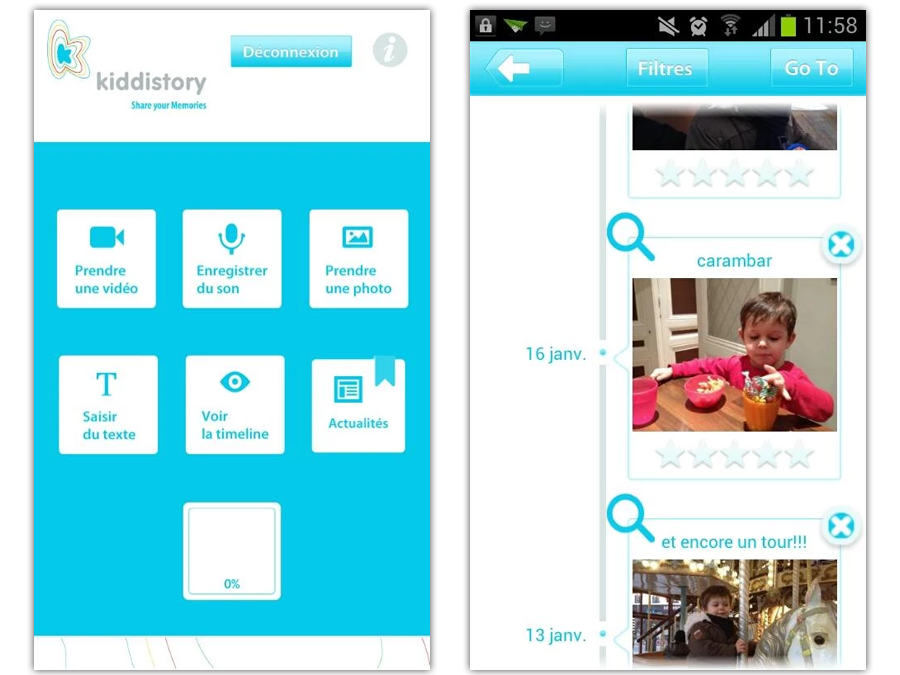 Déconnexion
i
k
kiddistory
Share your Memories
Prendre
une vidéo
Enregistrer
du son
Prendre
une photo
T
Saisir
du texte
Voir
la timeline
Actualités
0%
11:58
Filtres
Go To
carambar
16 janv.
et encore un tour!!!
13 janv.